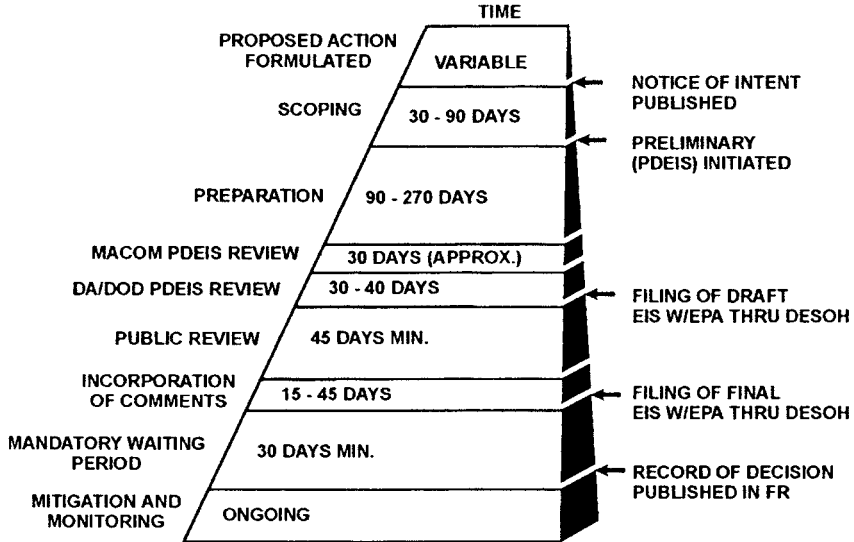 TIME
PROPOSED ACTION
FORMULATED
VARIABLE
NOTICE OF INTENT
PUBLISHED
SCOPING
30 - 90 DAYS
PRELIMINARY
(PDEIS) INITIATED
PREPARATION
90 - 270 DAYS
MACOM PDEIS REVIEW
30 DAYS (APPROX.)
DA/DOD PDEIS REVIEW
30 - 40 DAYS
FILING OF DRAFT
EIS W/EPA THRU DESOH
PUBLIC REVIEW
45 DAYS MIN.
INCORPORATION
OF COMMENTS
15 - 45 DAYS
FILING OF FINAL
EIS W/EPA THRU DESOH
MANDATORY WAITING
PERIOD
30 DAYS MIN.
RECORD OF DECISION
PUBLISHED IN FR
MITIGATION AND
MONITORING
ONGOING